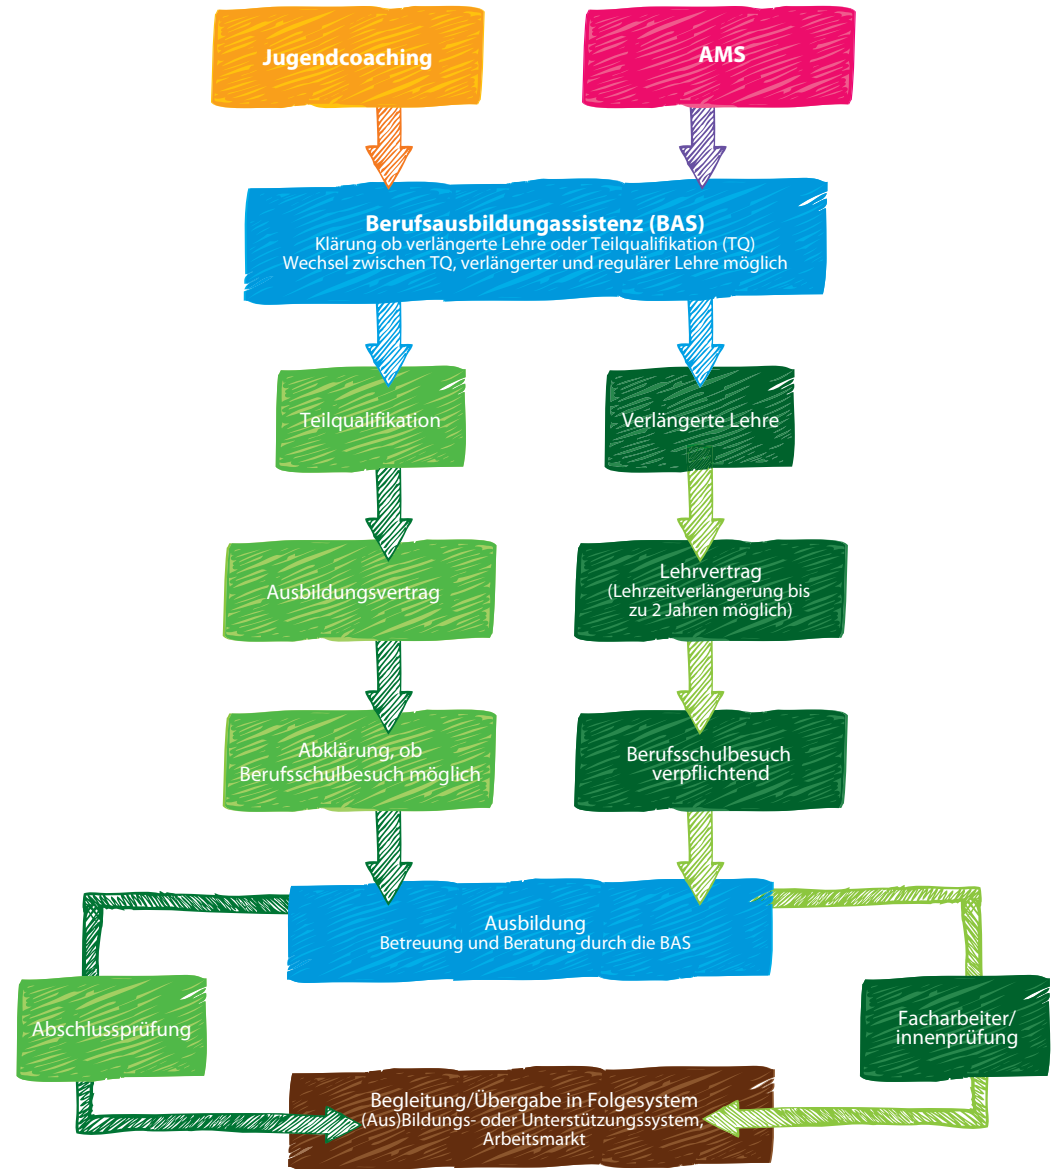 Jugendcoaching
AMS
Berufsausbildungassistenz (BAS)
Klärung ob verlängerte Lehre oder Teilqualifikation (TQ)
Wechsel zwischen TQ, verlängerter und regulärer Lehre möglich
Teilqualifikation
Verlängerte Lehre
Ausbildungsvertrag
Lehrvertrag
(Lehrzeitverlängerung bis
zu 2 Jahren möglich)
Abklärung, ob
Berufsschulbesuch möglich
Berufsschulbesuch
verpflichtend
Ausbildung
Betreuung und Beratung durch die BAS
Abschlussprüfung
Facharbeiter/
innenprüfung
Begleitung/Übergabe in Folgesystem
(Aus)Bildungs- oder Unterstützungssystem,
Arbeitsmarkt